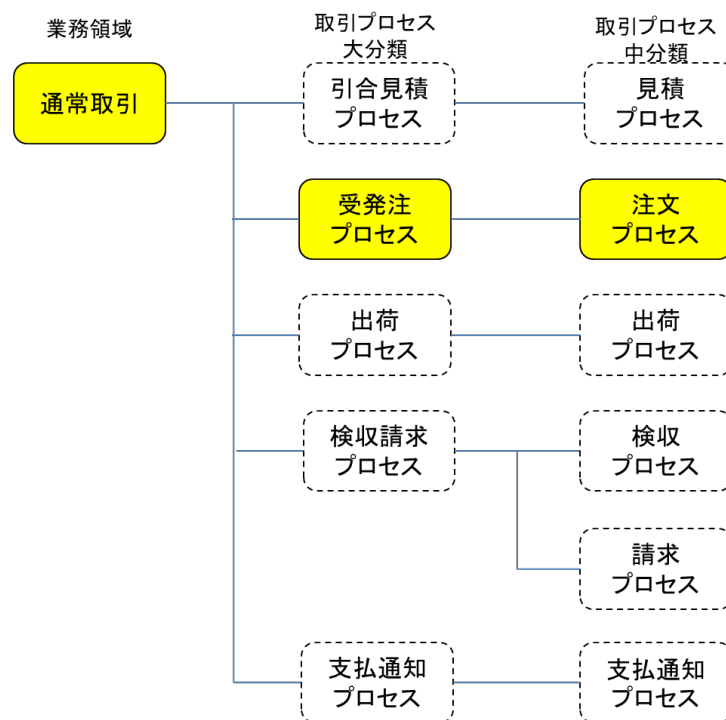 業務領域
取引プロセス
大分類
取引プロセス
中分類
通常取引
引合見積
プロセス
見積
プロセス
受発注
プロセス
注文
プロセス
出荷
プロセス
出荷
プロセス
検収請求
プロセス
検収
プロセス
請求
プロセス
支払通知
プロセス
支払通知
プロセス